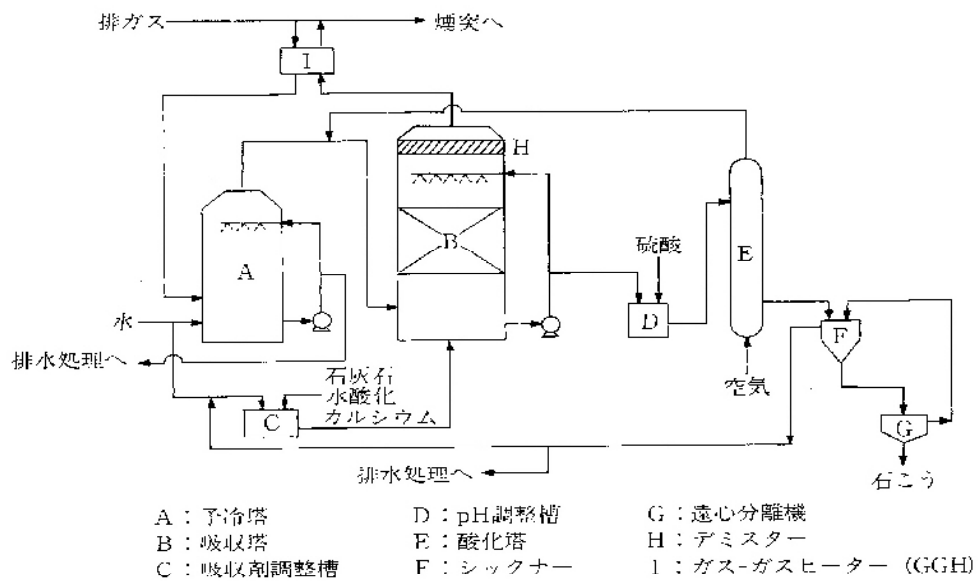 排ガス
煙突へ
I
H
B
硫酸
E
A
D
水
F
排水処理へ
石灰石
水酸化
カルシウム
空気
C
G
排水処理へ
石こう
A：予冷塔
D：pH調整槽
G：遠心分離機
B：吸収塔
E：酸化塔
H：デミスター
C：吸収剤調整槽
F：シックナー
I：ガス-ガスヒーター (GGH)